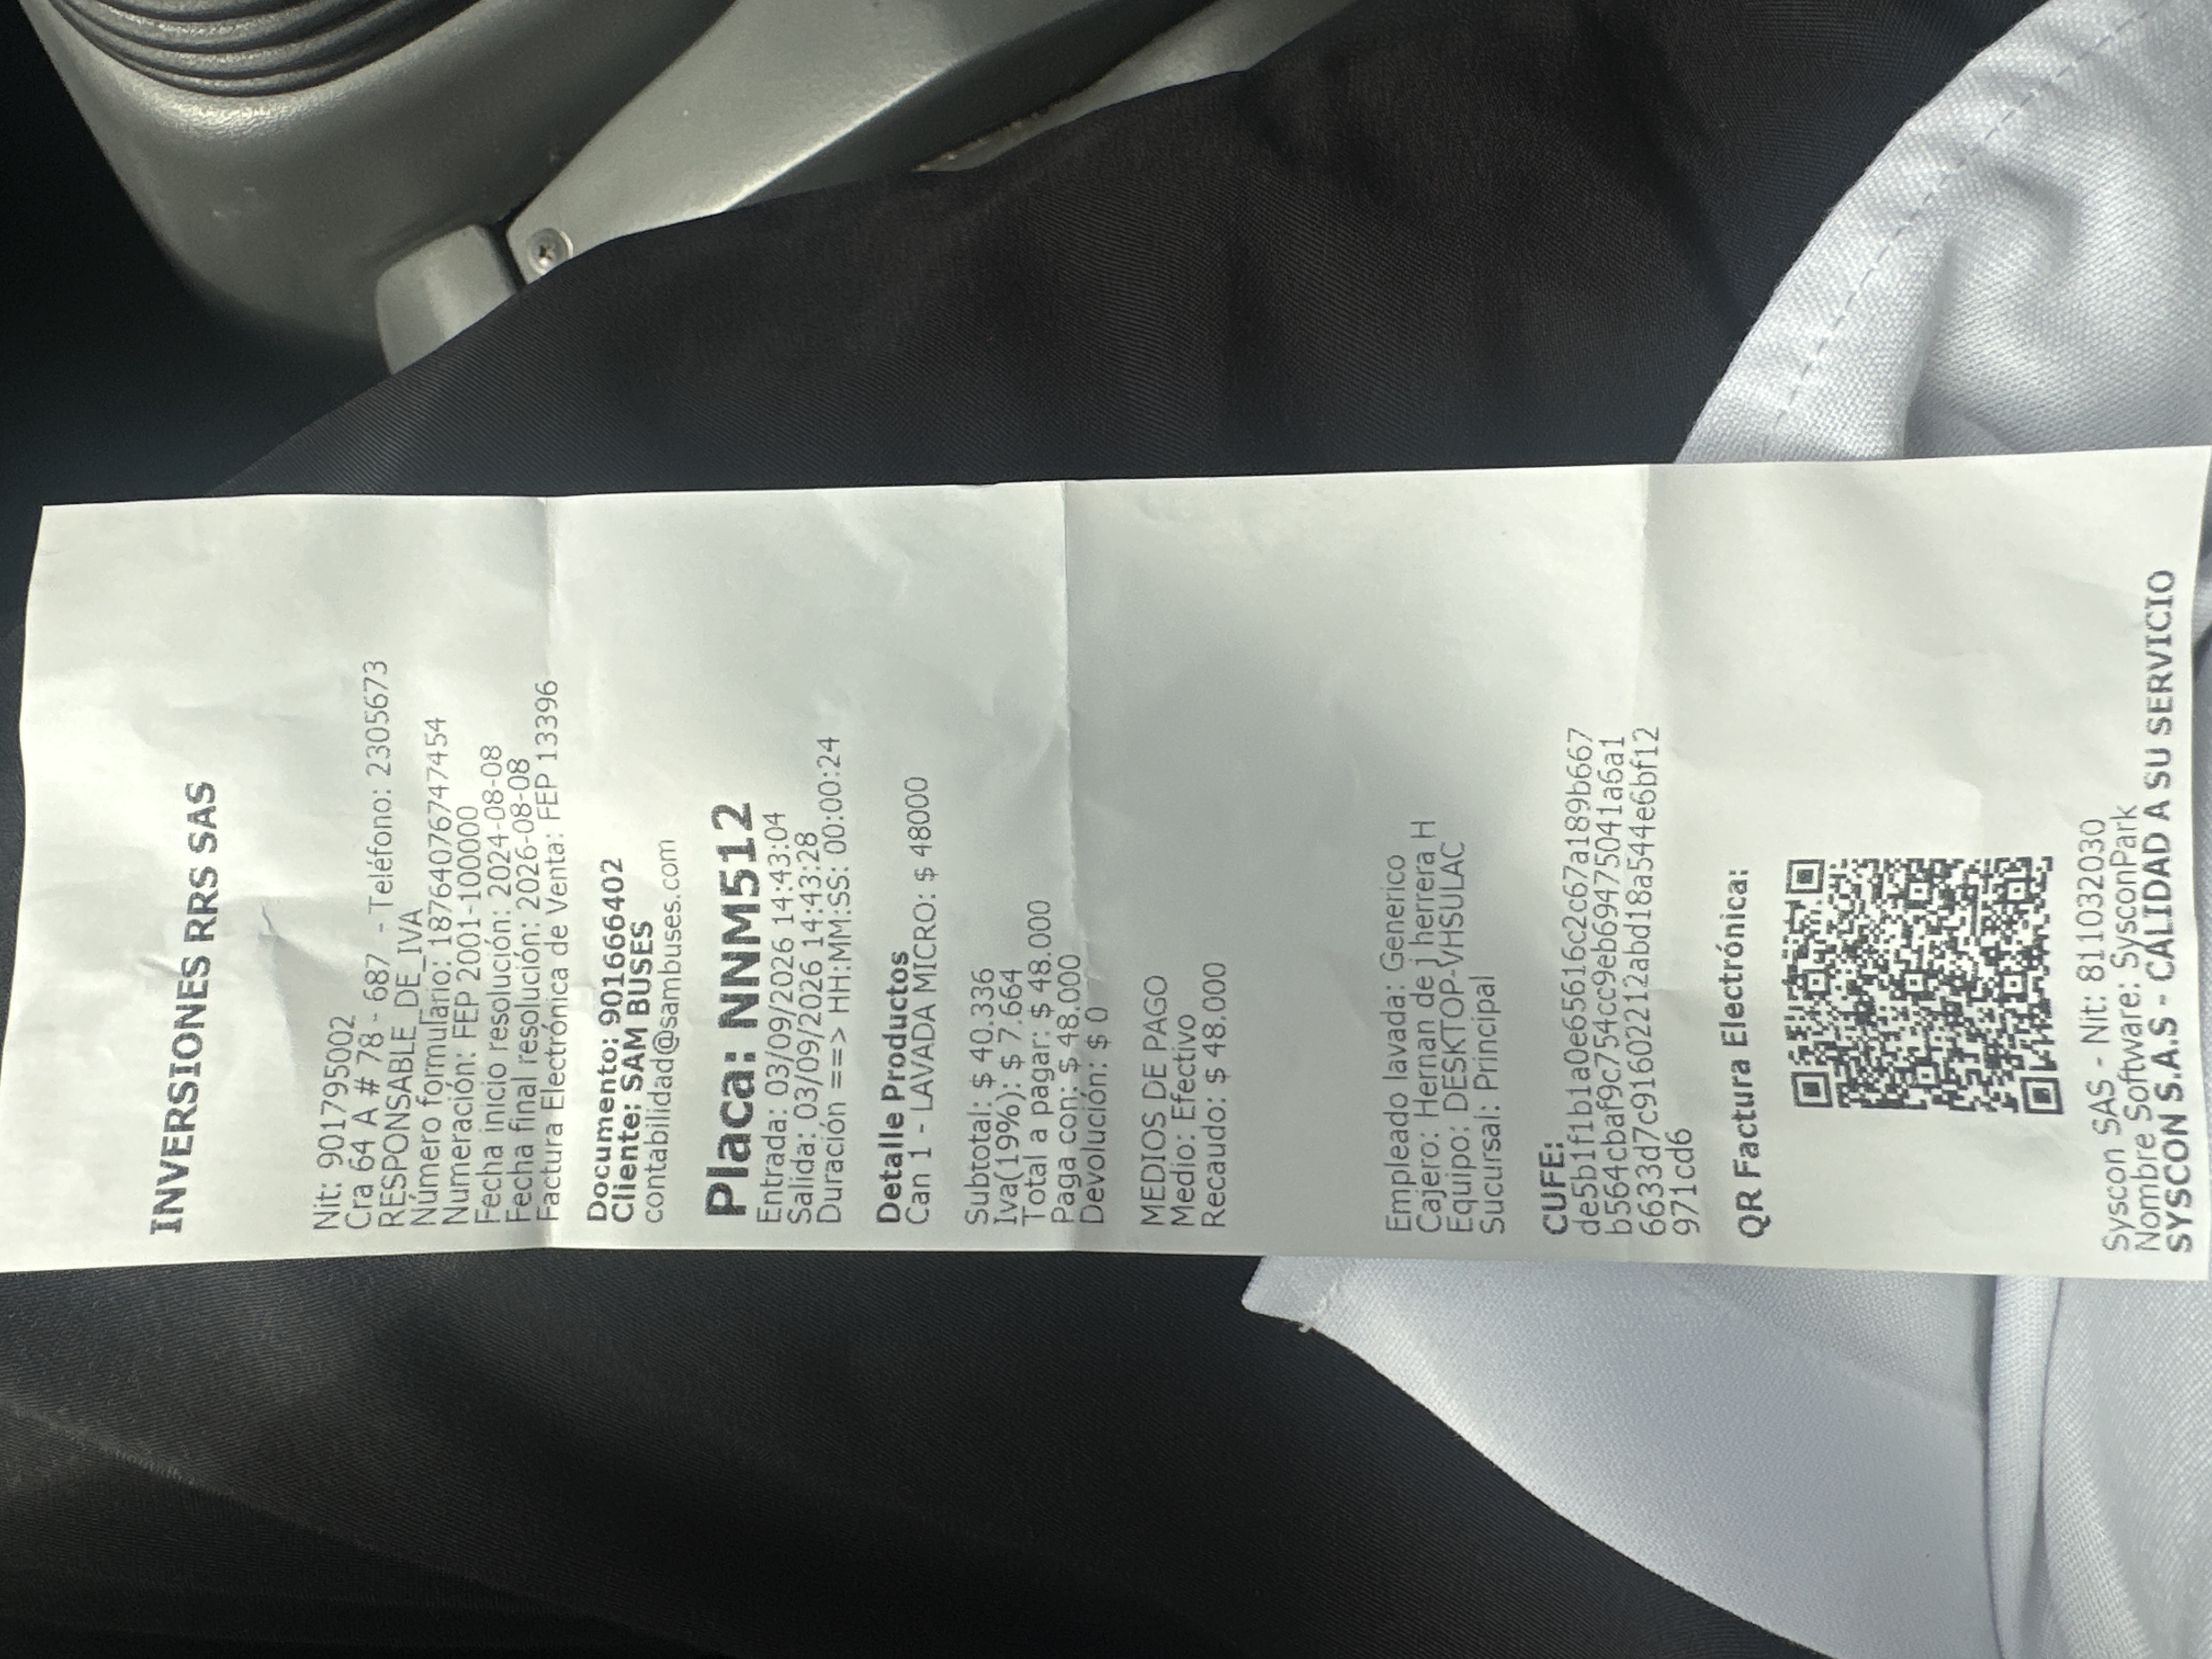 INVERSIONES RRS SAS
Nit: 901795002
Cra 64 A # 78 - 687 - Teléfono: 2305673
RESPONSABLE_DE_IVA
Número formulario: 18764076747454
Numeración: FEP 2001-100000
Fecha inicio resolución: 2024-08-08
Fecha final resolución: 2026-08-08
Factura Electrónica de Venta: FEP 13396
Documento: 901666402
Cliente: SAM BUSES
contabilidad@sambuses.com
Placa: NNM512
Entrada: 03/09/2026 14:43:04
Salida: 03/09/2026 14:43:28
Duración ==> HH:MM:SS: 00:00:24
Detalle Productos
Can 1 - LAVADA MICRO: $ 48000
Subtotal: $ 40.336
Iva(19%): $ 7.664
Total a pagar: $ 48.000
Paga con: $ 48.000
Devolución: $ 0
MEDIOS DE PAGO
Medio: Efectivo
Recaudo: $ 48.000
Empleado lavada: Generico
Cajero: Hernan de j herrera H
Equipo: DESKTOP-VHSULAC
Sucursal: Principal
CUFE:
de5b1f1b1a0e65616c2c67a189b667
b564cbaf9c754cc9eb69475041a6a1
6633d7c91602212abd18a544e6bf12
971cd6
QR Factura Electrónica:
Syscon SAS - Nit: 811032030
Nombre Software: SysconPark
SYSCON S.A.S - CALIDAD A SU SERVICIO